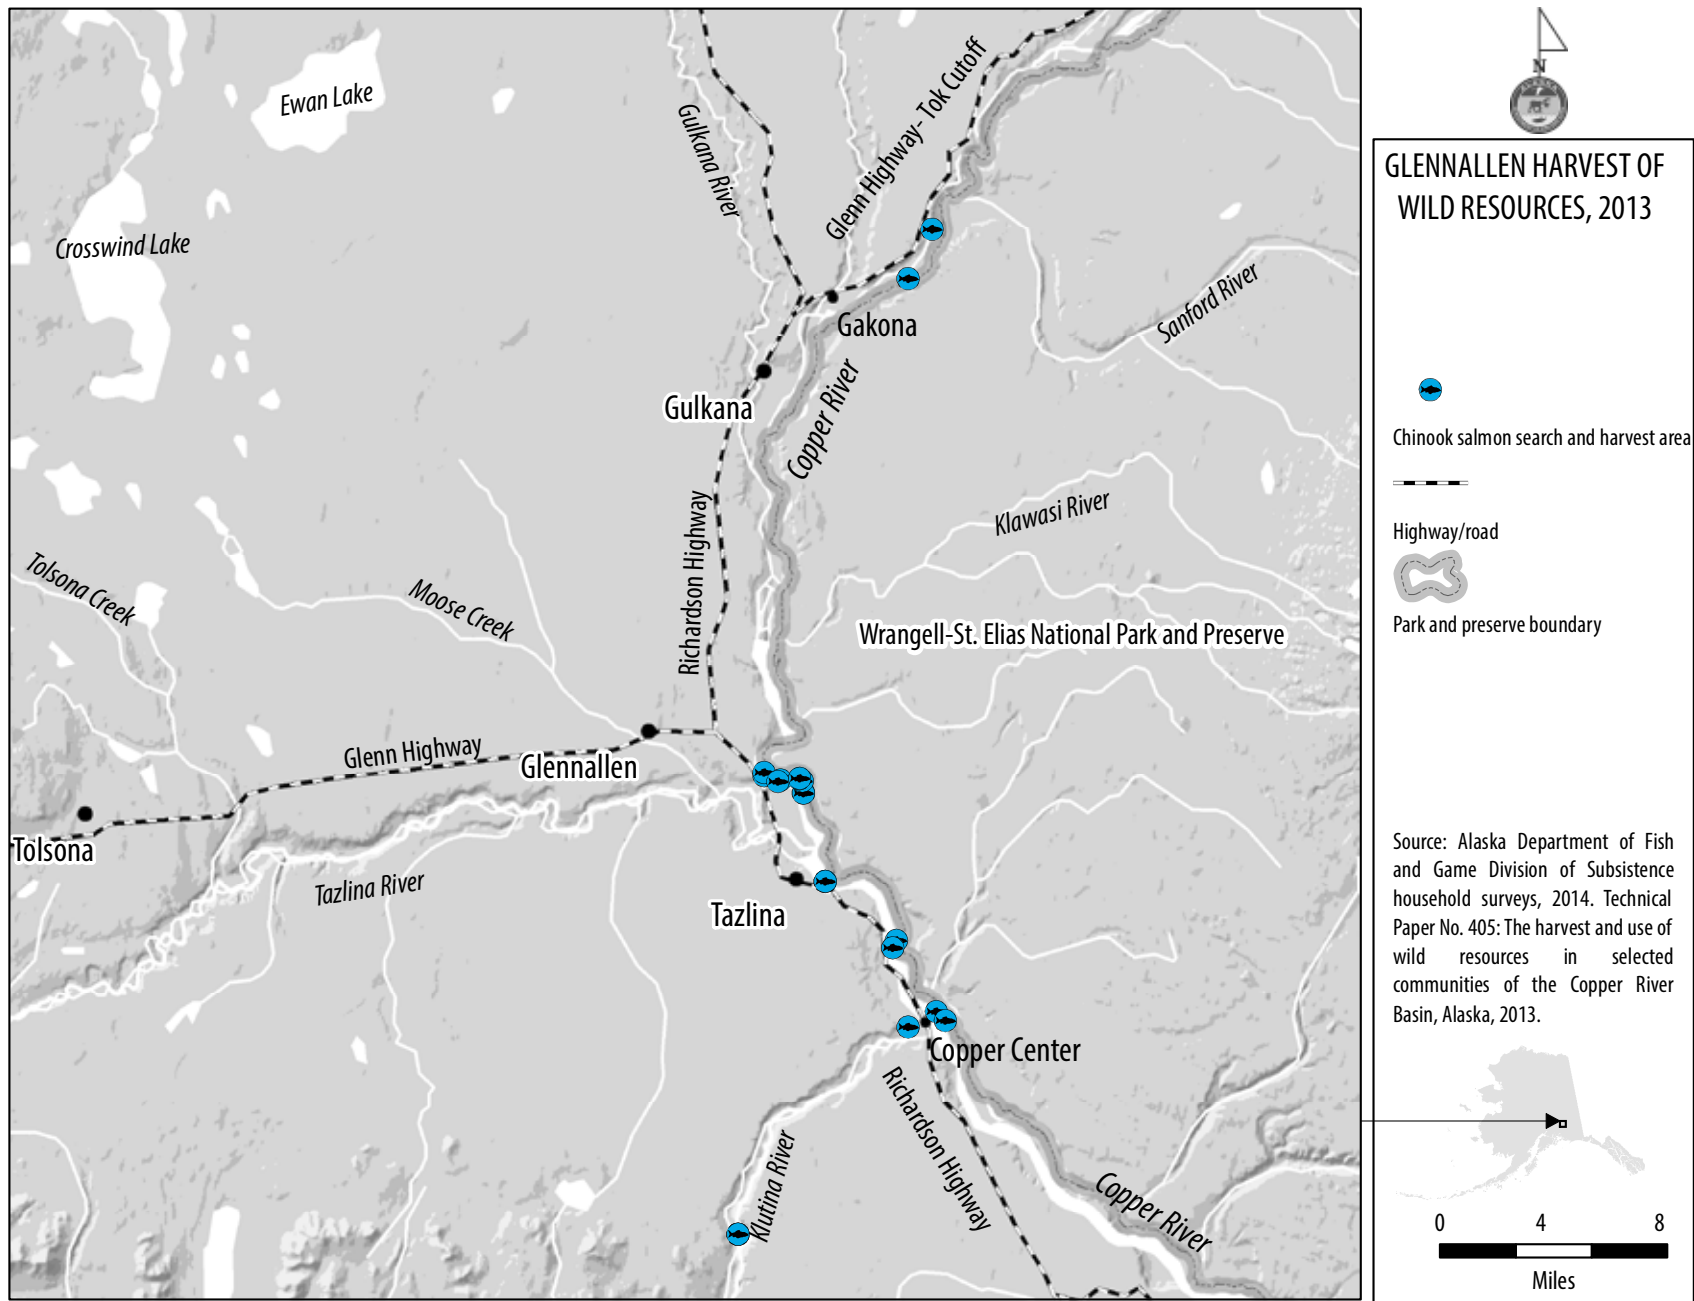 Ewan Lake
Gulkana River
Glenn Highway- Tok Cutoff
Crosswind Lake
Sanford River
Gakona
Gulkana
Copper River
Klawasi River
Richardson Highway
Tolsona Creek
Moose Creek
Wrangell-St. Elias National Park and Preserve
Glenn Highway
Glennallen
Tolsona
Tazlina River
Tazlina
Copper Center
Richardson Highway
Klutina River
Copper River
N
GLENNALLEN HARVEST OF
WILD RESOURCES, 2013
Chinook salmon search and harvest area
Highway/road
Park and preserve boundary
Source: Alaska Department of Fish
and Game Division of Subsistence
household surveys, 2014. Technical
Paper No. 405: The harvest and use of
wild resources in selected
communities of the Copper River
Basin, Alaska, 2013.
0 4 8
Miles